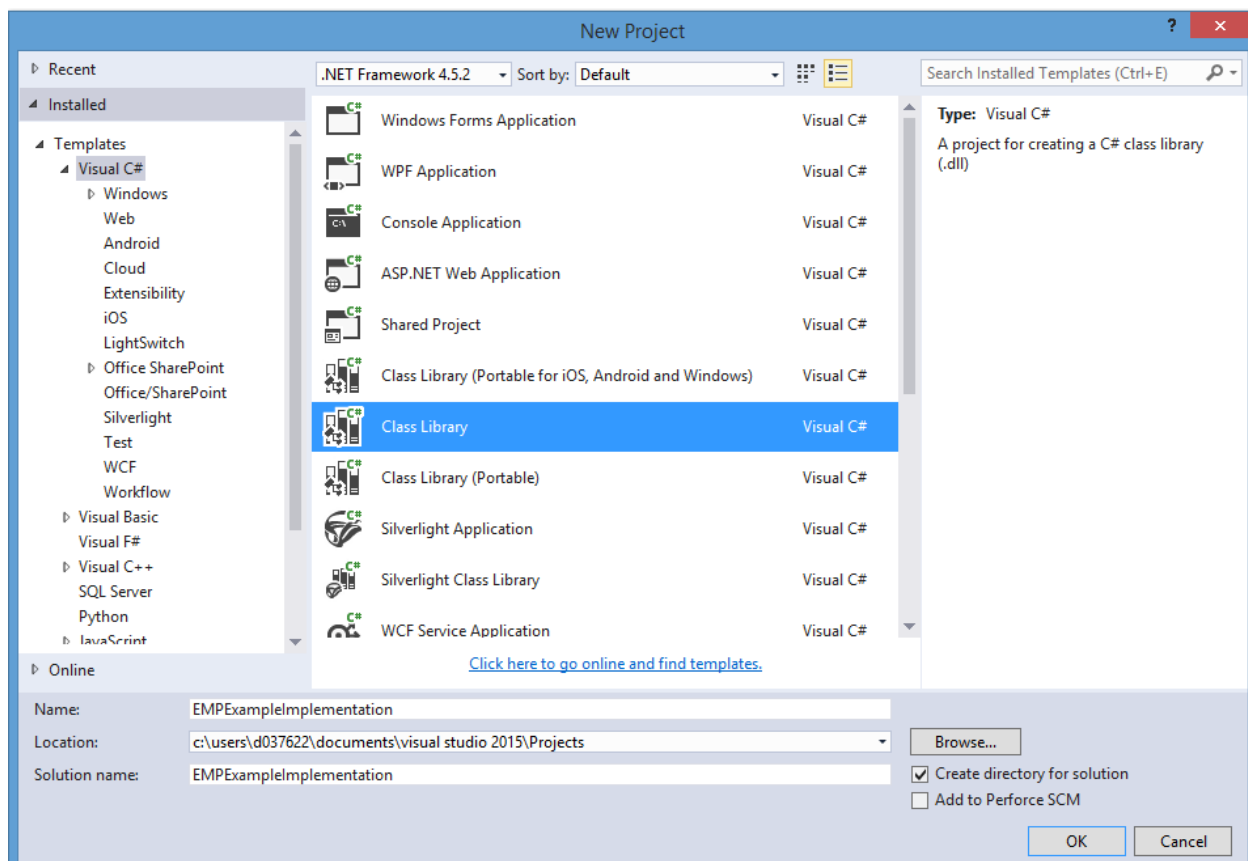 New Project
?
Recent
.NET Framework 4.5.2 Sort by: Default
Search Installed Templates (Ctrl+E)
Installed
Templates
Visual C#
Windows
Web
Android
Cloud
Extensibility
iOS
LightSwitch
Office SharePoint
Office/SharePoint
Silverlight
Test
WCF
Workflow
Visual Basic
Visual F#
Visual C++
SQL Server
Python
JavaScript
Online
C# Windows Forms Application Visual C#
C# WPF Application Visual C#
C# C:\ Console Application Visual C#
C# ASP.NET Web Application Visual C#
C# Shared Project Visual C#
C# Class Library (Portable for iOS, Android and Windows) Visual C#
C# Class Library Visual C#
C# Class Library (Portable) Visual C#
C# Silverlight Application Visual C#
C# Silverlight Class Library Visual C#
C# WCF Service Application Visual C#
Click here to go online and find templates.
Type: Visual C#
A project for creating a C# class library
(.dll)
Name: EMPExampleImplementation
Location: c:\users\d037622\documents\visual studio 2015\Projects Browse...
Solution name: EMPExampleImplementation
Create directory for solution
Add to Perforce SCM
OK Cancel